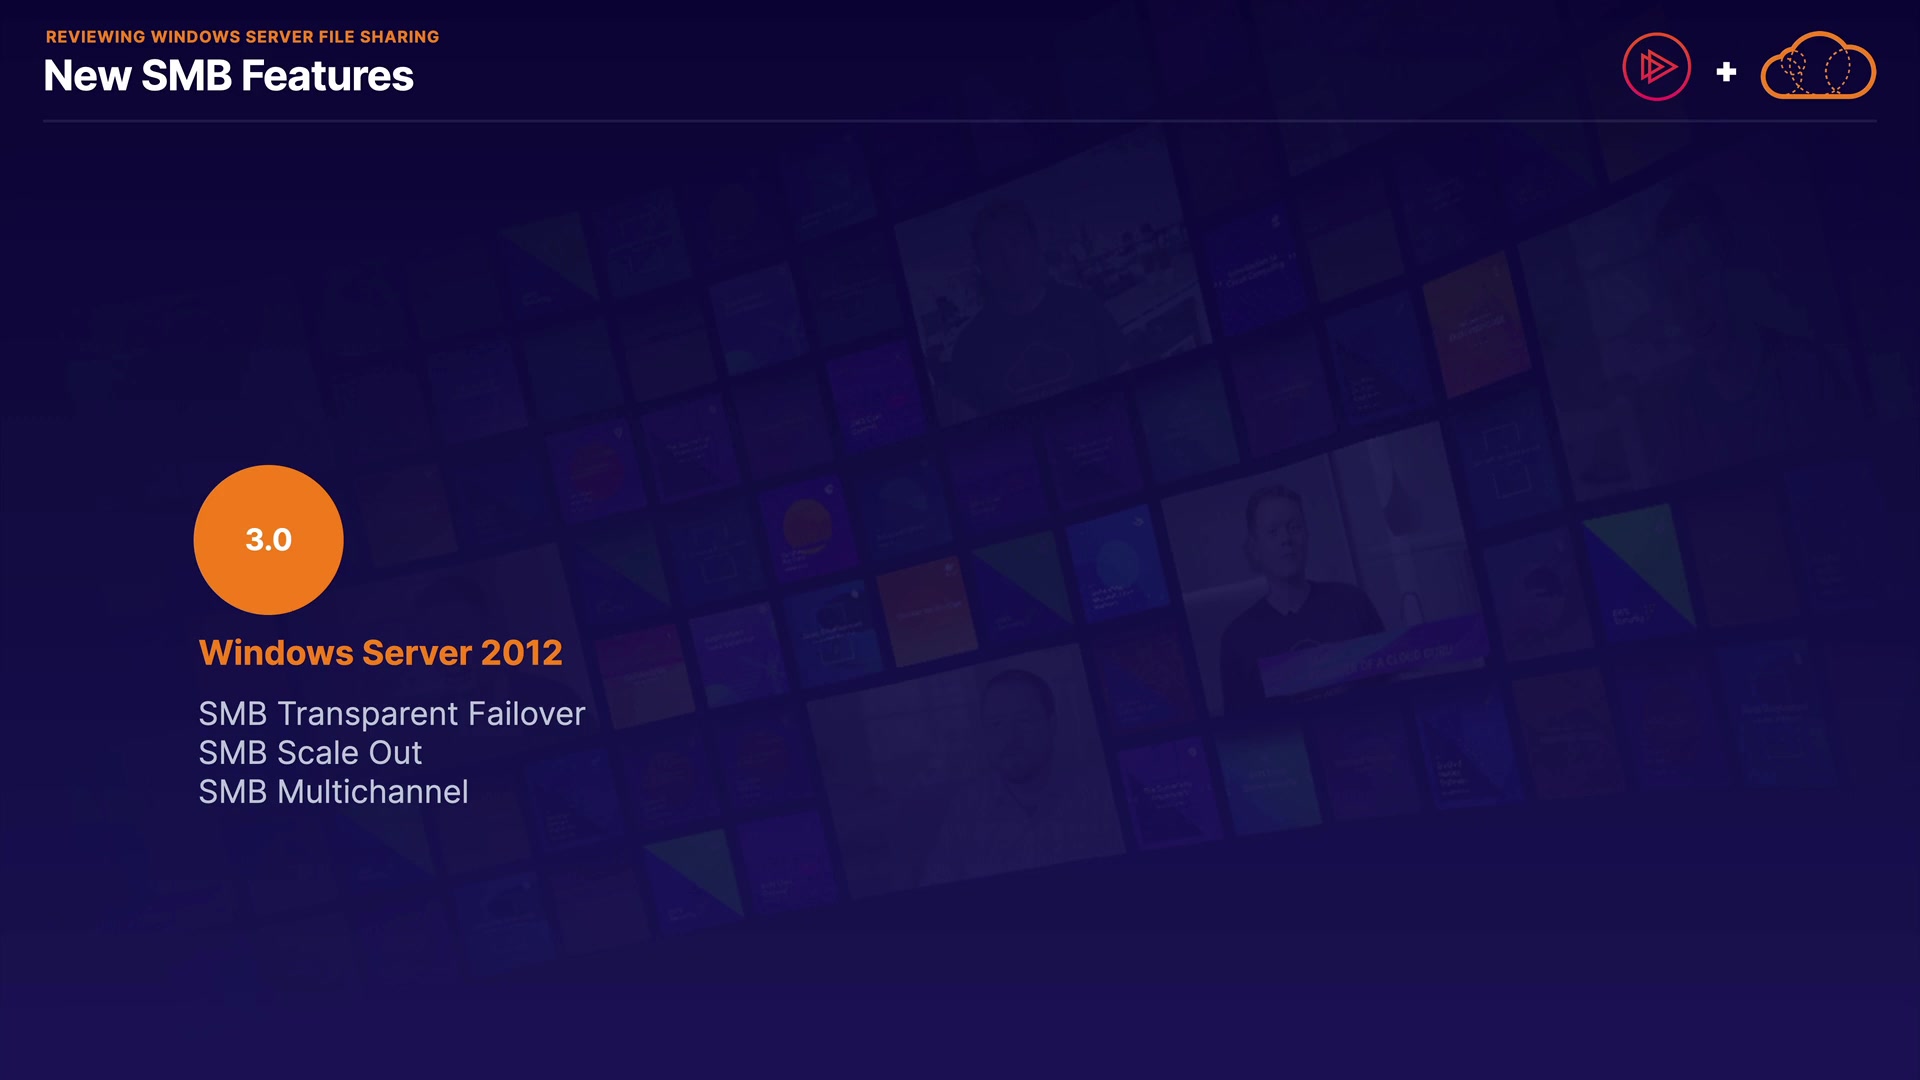 REVIEWING WINDOWS SERVER FILE SHARING
New SMB Features
+
3.0
Windows Server 2012
SMB Transparent Failover
SMB Scale Out
SMB Multichannel